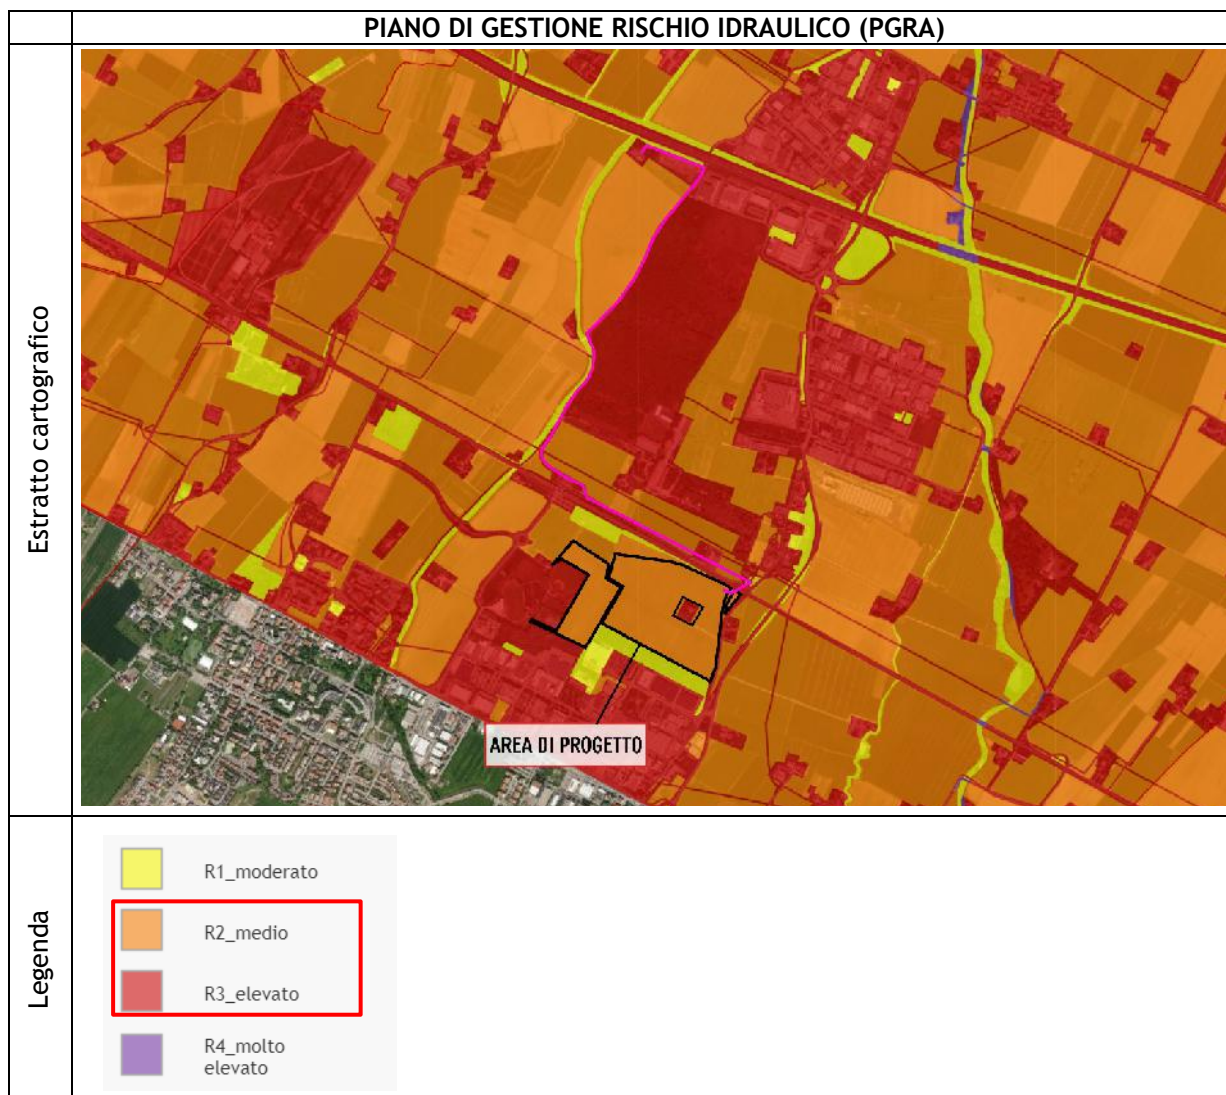 PIANO DI GESTIONE RISCHIO IDRAULICO (PGRA)
Estratto cartografico
AREA DI PROGETTO
Legenda
R1_moderato
R2_medio
R3_elevato
R4_molto
elevato